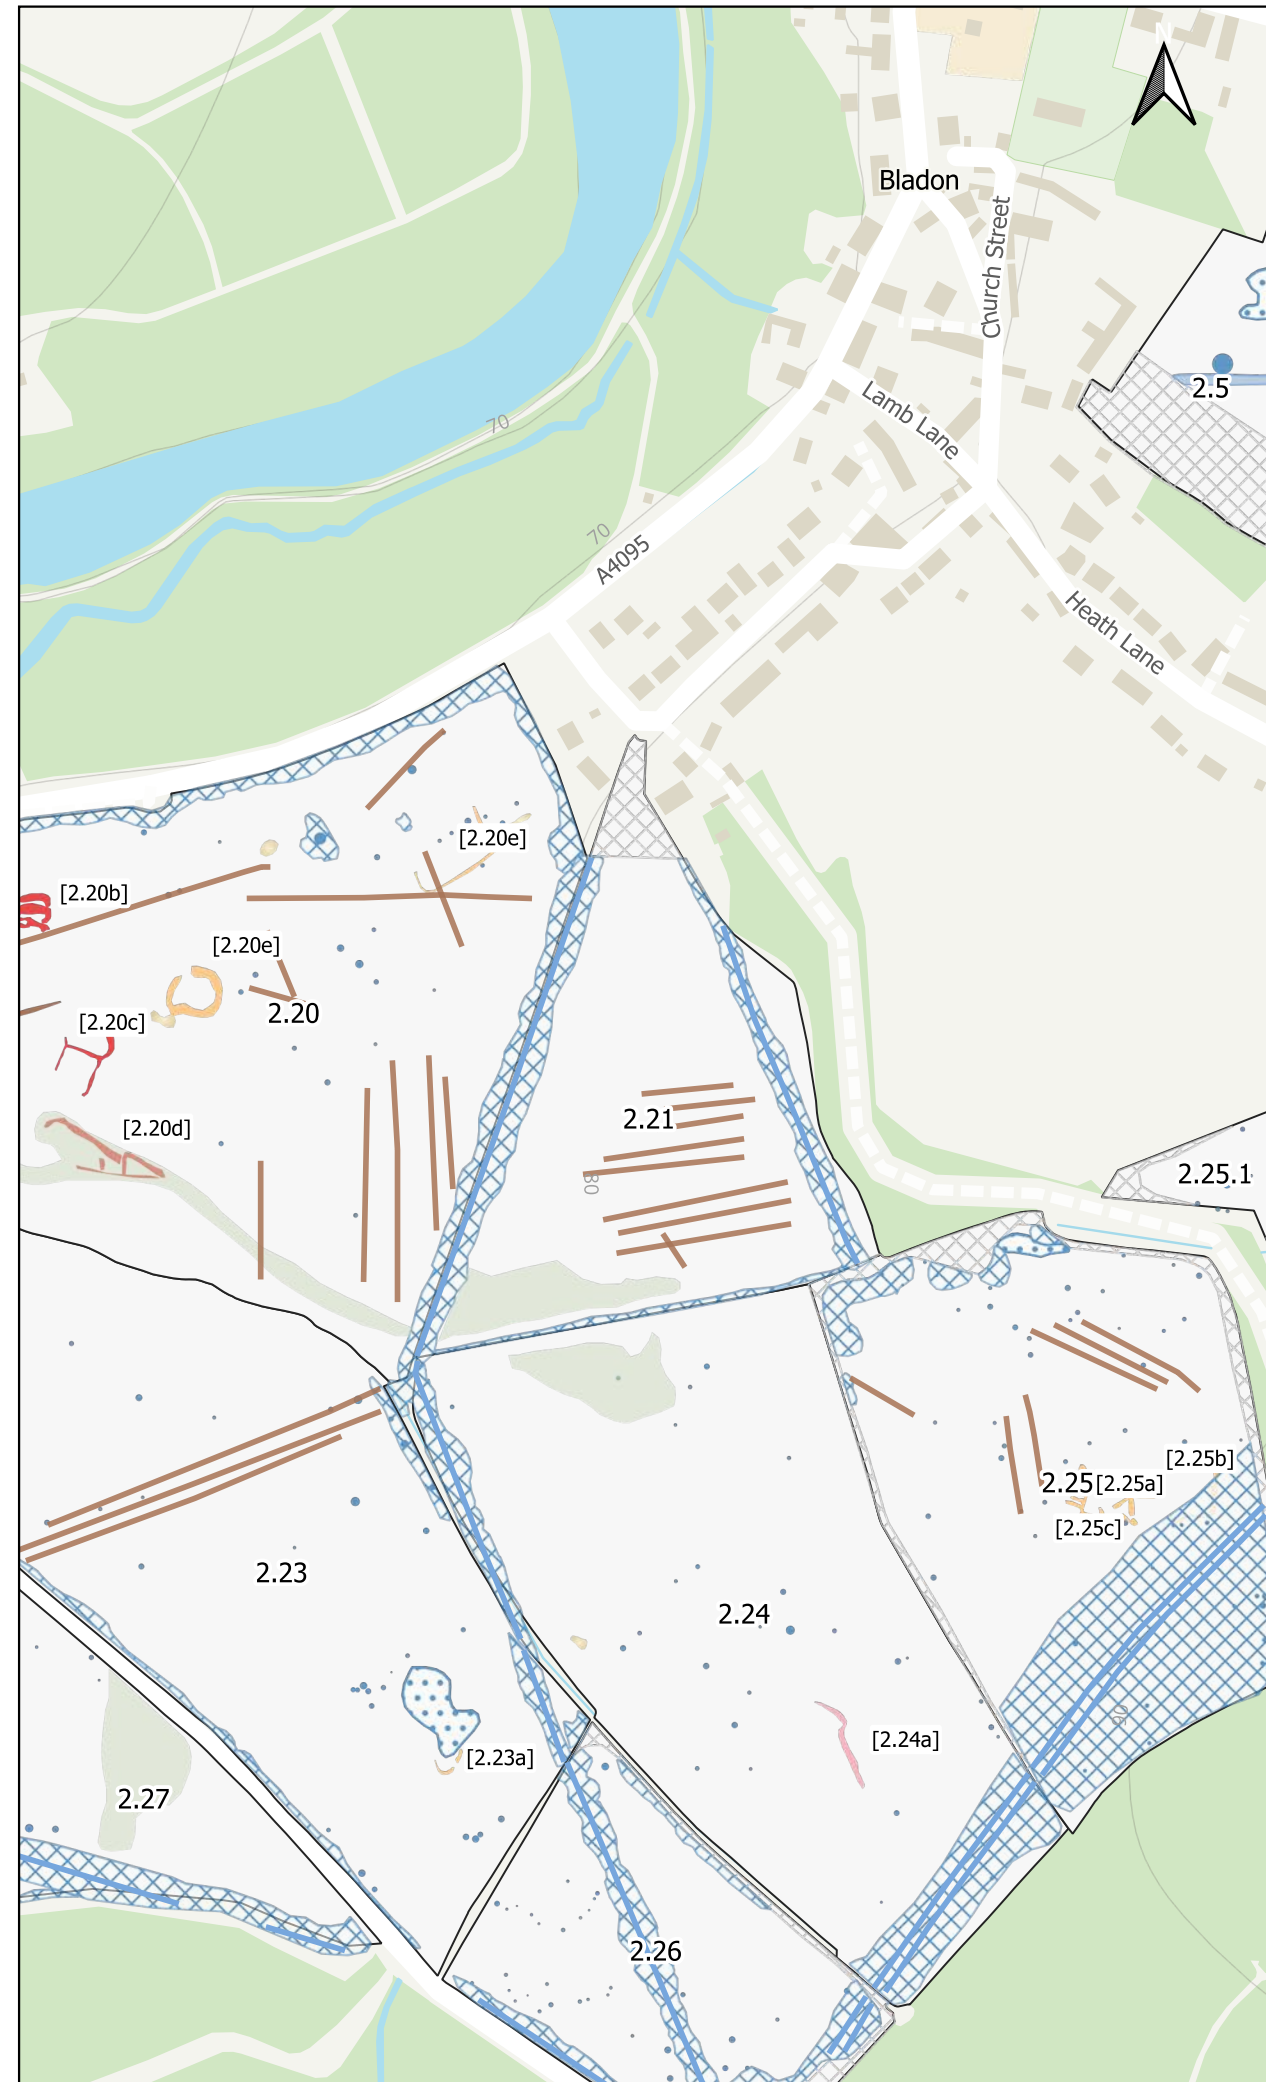 N
Bladon
Church Street
2.5
Lamb Lane
70
70
A4095
Heath Lane
[2.20e]
[2.20b]
[2.20e]
2.20
[2.20c]
2.21
[2.20d]
2.25.1
80
[2.25b]
2.25
[2.25a]
[2.25c]
2.23
2.24
90
[2.24a]
[2.23a]
2.27
2.26